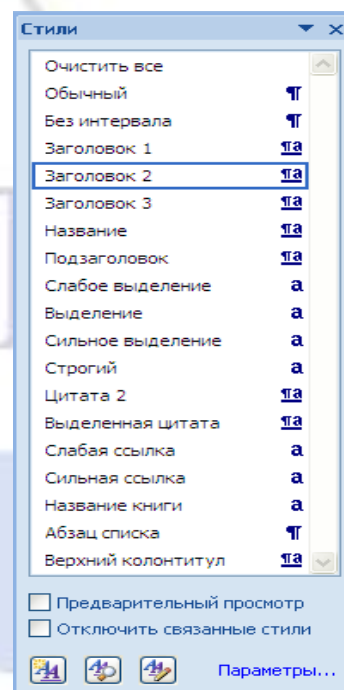 Стили
Очистить все
Обычный ¶
Без интервала ¶
Заголовок 1 ¶a
Заголовок 2 ¶a
Заголовок 3 ¶a
Название ¶a
Подзаголовок ¶a
Слабое выделение a
Выделение a
Сильное выделение a
Строгий a
Цитата 2 ¶a
Выделенная цитата ¶a
Слабая ссылка a
Сильная ссылка a
Название книги a
Абзац списка ¶
Верхний колонтитул ¶a
Предварительный просмотр
Отключить связанные стили
Параметры...